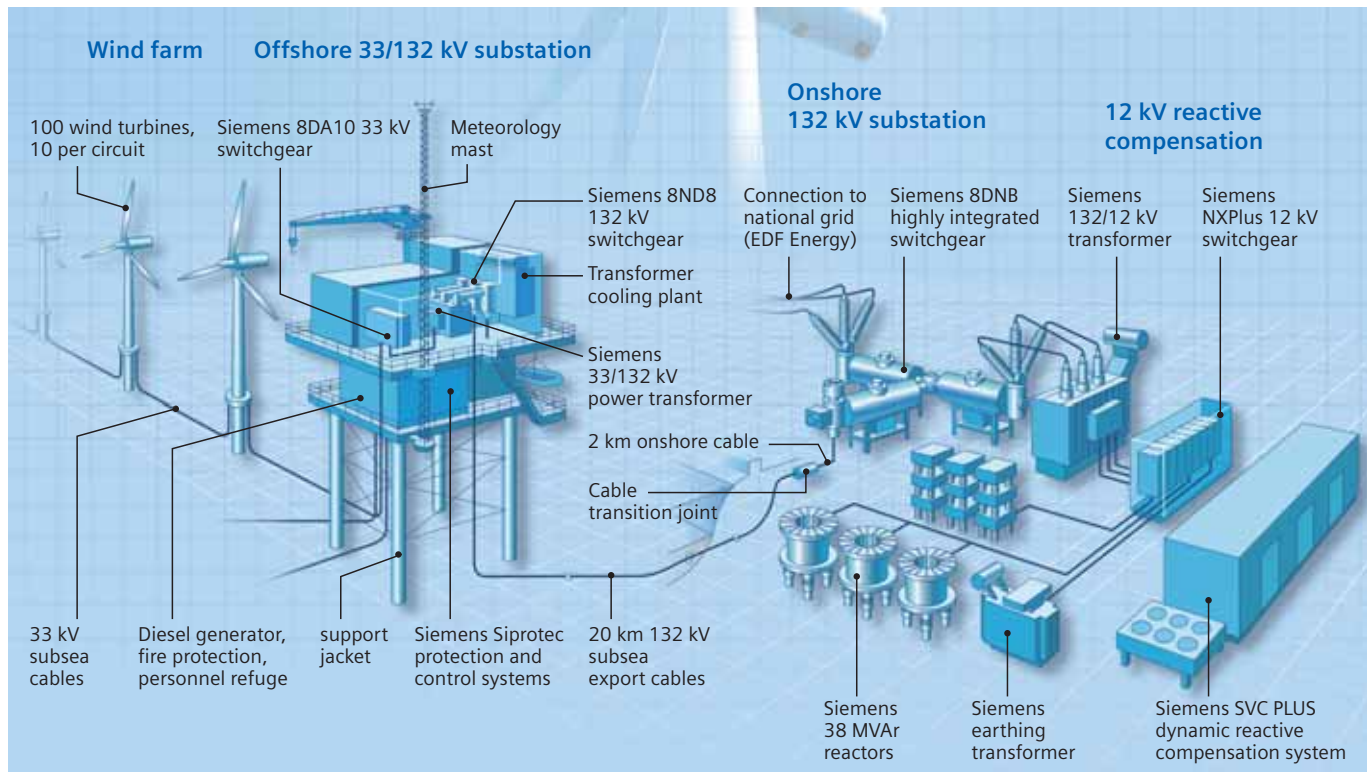 Wind farm
Offshore 33/132 kV substation
Onshore
132 kV substation
12 kV reactive
compensation
100 wind turbines,
10 per circuit
Siemens 8DA10 33 kV
switchgear
Meteorology
mast
Siemens 8ND8
132 kV
switchgear
Transformer
cooling plant
Siemens
33/132 kV
power transformer
Connection to
national grid
(EDF Energy)
Siemens 8DNB
highly integrated
switchgear
Siemens
132/12 kV
transformer
Siemens
NXPlus 12 kV
switchgear
2 km onshore cable
Cable
transition joint
33 kV
subsea
cables
Diesel generator,
fire protection,
personnel refuge
support
jacket
Siemens Siprotec
protection and
control systems
20 km 132 kV
subsea
export cables
Siemens
38 MVAr
reactors
Siemens
earthing
transformer
Siemens SVC PLUS
dynamic reactive
compensation system